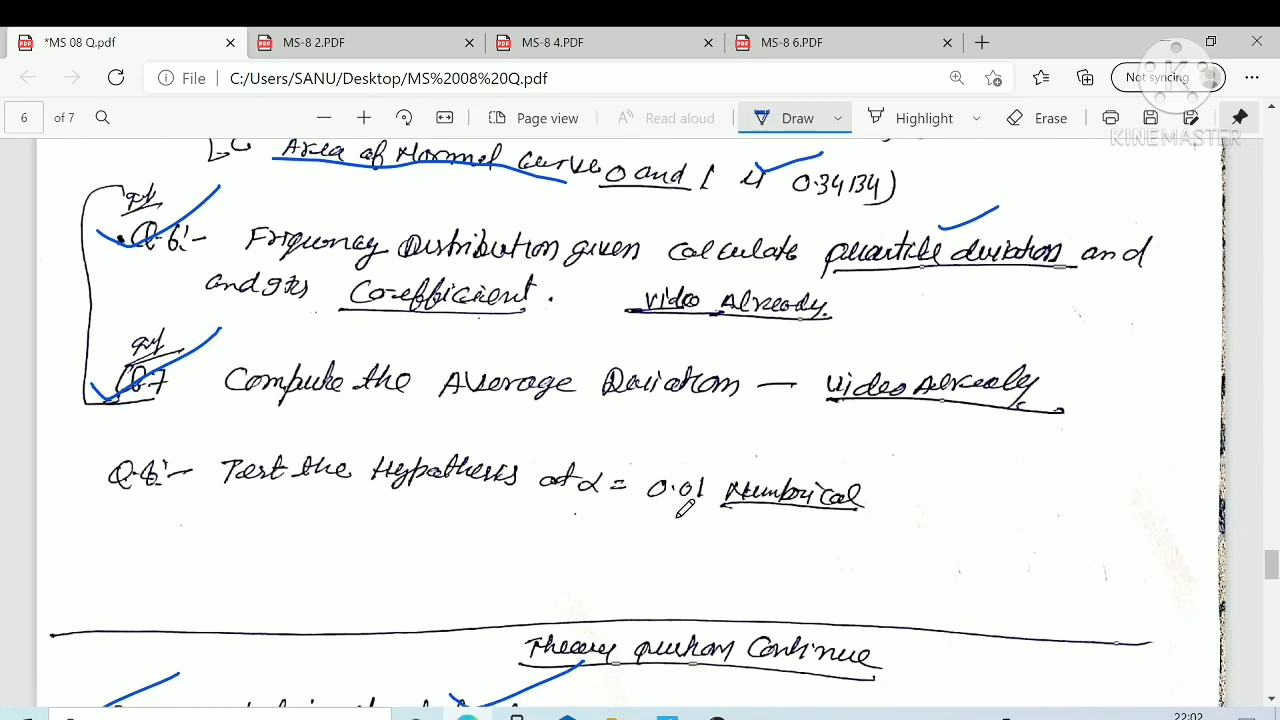 *MS 08 Q.pdf
MS-8 2.PDF
MS-8 4.PDF
MS-8 6.PDF
File C:/Users/SANU/Desktop/MS%2008%20Q.pdf
Not syncing
6 of 7
Page view
Read aloud
Draw
Highlight
Erase
KINEMASTER
Area of Normal curve 0 and 1 is 0.34134)
Q.6:- Frequency Distribution given calculate quartile deviation and
and its Coefficient. Video Already.
Q.7 Compute the Average Deviation — video Already
Q.8:- Test the Hypothesis at α = 0.01 Numbrical
Theory question Continue
22:02